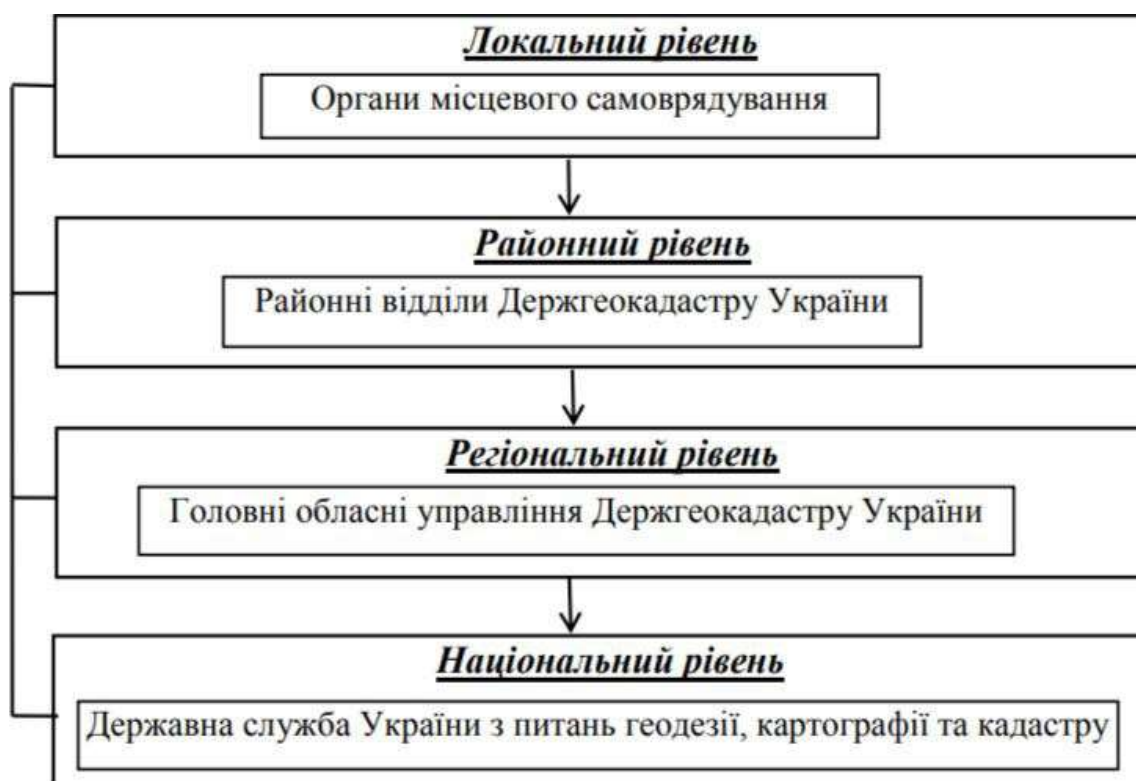 Локальний рівень
Органи місцевого самоврядування
Районний рівень
Районні відділи Держгеокадастру України
Регіональний рівень
Головні обласні управління Держгеокадастру України
Національний рівень
Державна служба України з питань геодезії, картографії та кадастру